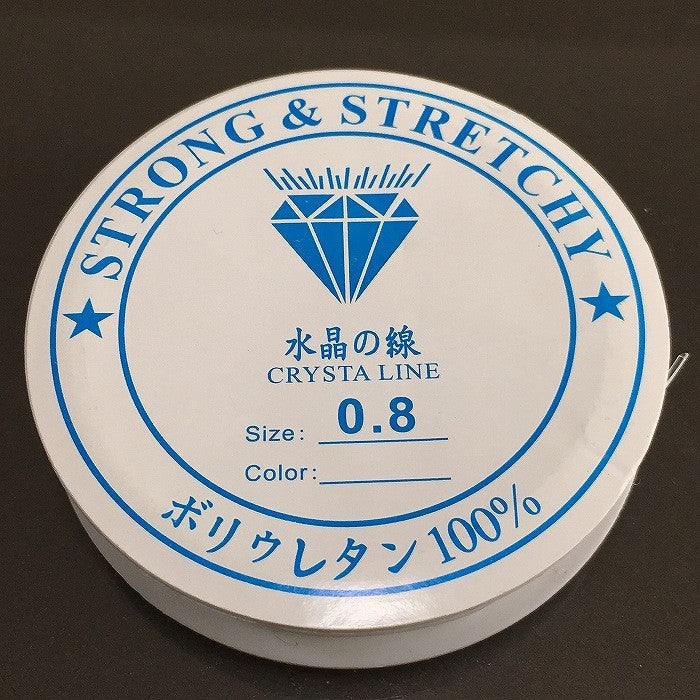 STRONG & STRETCHY
水晶の線
CRYSTA LINE
Size: 0.8
Color:
ボリゥレタン100%